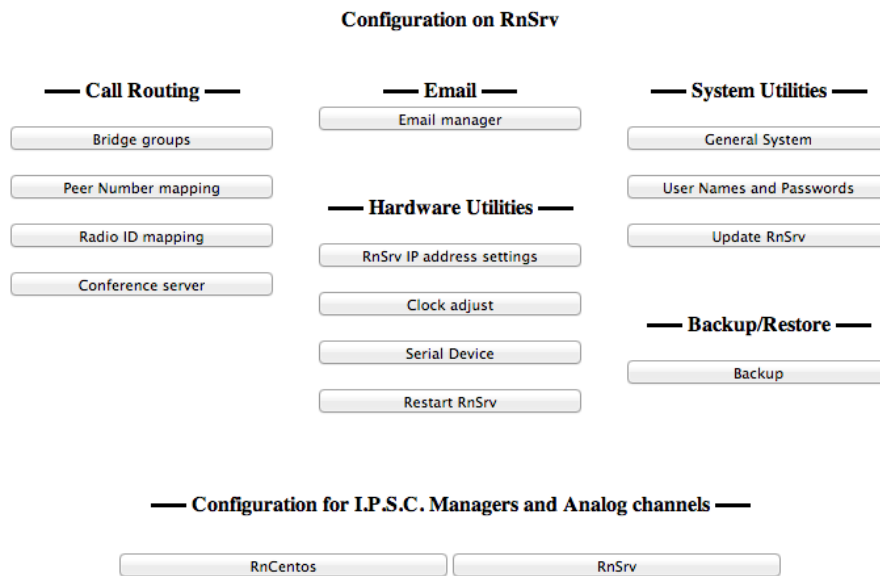 Configuration on RnSrv
Call Routing
Bridge groups
Peer Number mapping
Radio ID mapping
Conference server
Email
Email manager
Hardware Utilities
RnSrv IP address settings
Clock adjust
Serial Device
Restart RnSrv
System Utilities
General System
User Names and Passwords
Update RnSrv
Backup/Restore
Backup
Configuration for I.P.S.C. Managers and Analog channels
RnCentos
RnSrv